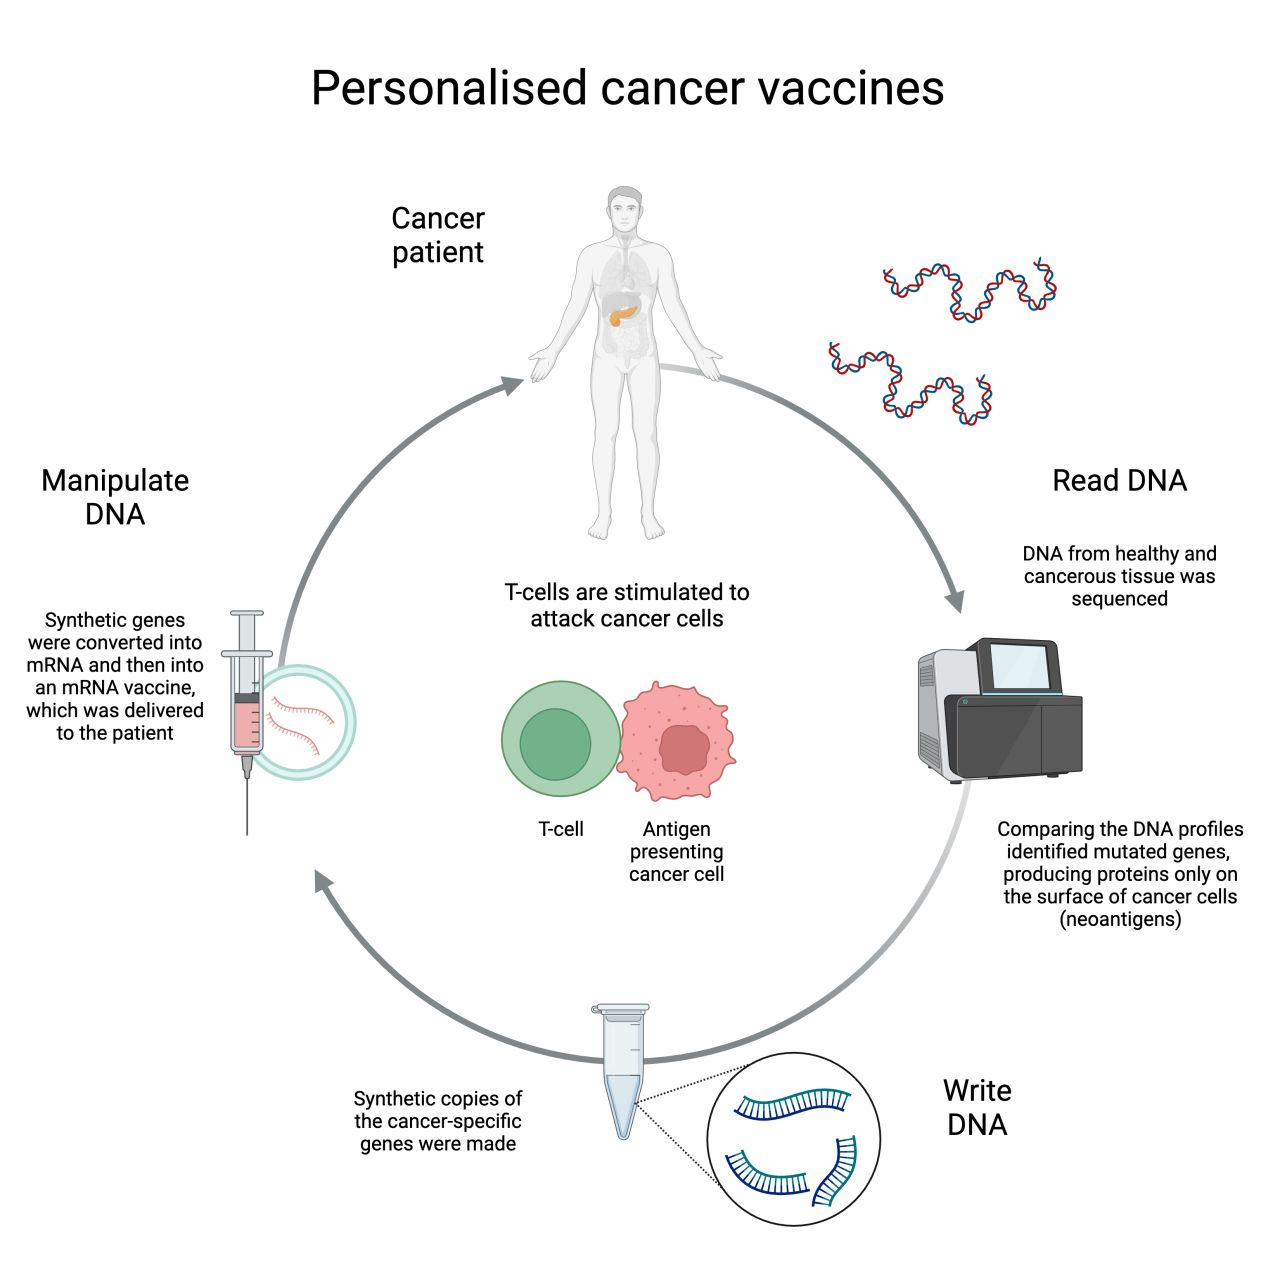 Personalised cancer vaccines
Cancer
patient
Read DNA
DNA from healthy and
cancerous tissue was
sequenced
Comparing the DNA profiles
identified mutated genes,
producing proteins only on
the surface of cancer cells
(neoantigens)
Write
DNA
Synthetic copies of
the cancer-specific
genes were made
Manipulate
DNA
Synthetic genes
were converted into
mRNA and then into
an mRNA vaccine,
which was delivered
to the patient
T-cells are stimulated to
attack cancer cells
T-cell
Antigen
presenting
cancer cell